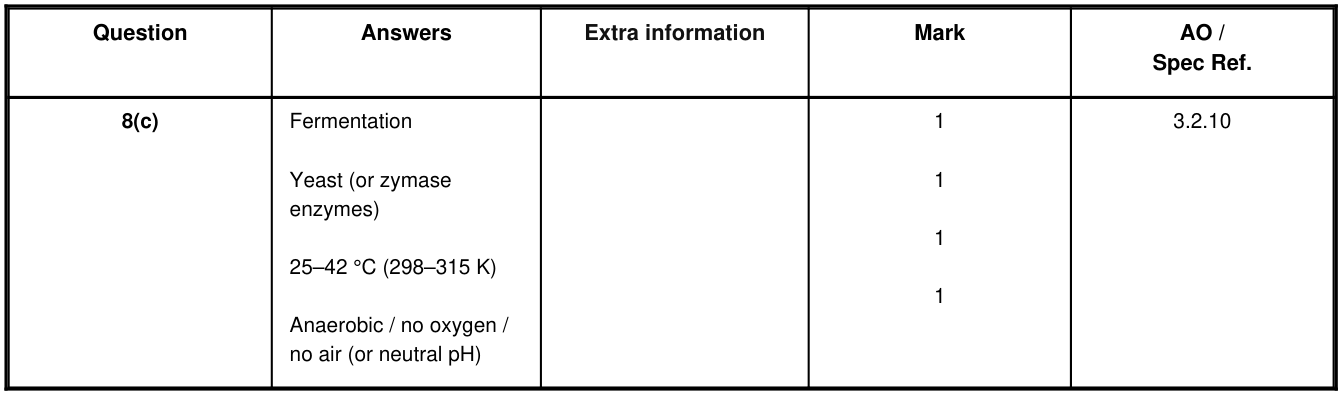 Question Answers Extra information Mark AO /
Spec Ref.
8(c) Fermentation 1 3.2.10
Yeast (or zymase 1
enzymes)
1
25–42 °C (298–315 K)
1
Anaerobic / no oxygen /
no air (or neutral pH)